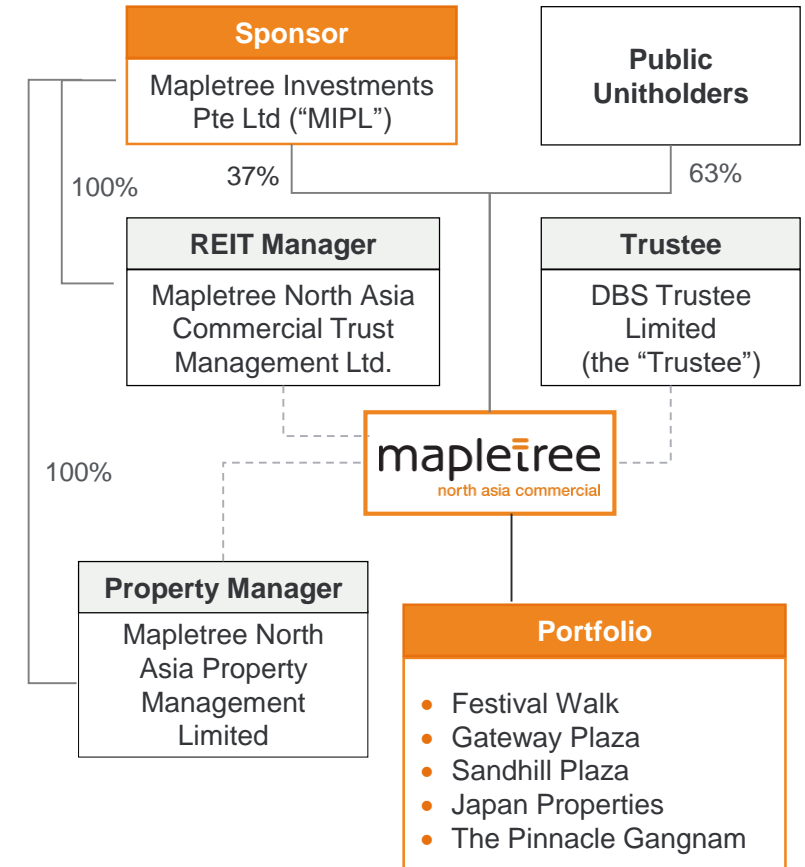 Sponsor
Mapletree Investments
Pte Ltd (“MIPL”)
Public
Unitholders
100%
37%
63%
REIT Manager
Mapletree North Asia
Commercial Trust
Management Ltd.
Trustee
DBS Trustee
Limited
(the “Trustee”)
mapletree
north asia commercial
100%
Property Manager
Mapletree North
Asia Property
Management
Limited
Portfolio
• Festival Walk
• Gateway Plaza
• Sandhill Plaza
• Japan Properties
• The Pinnacle Gangnam